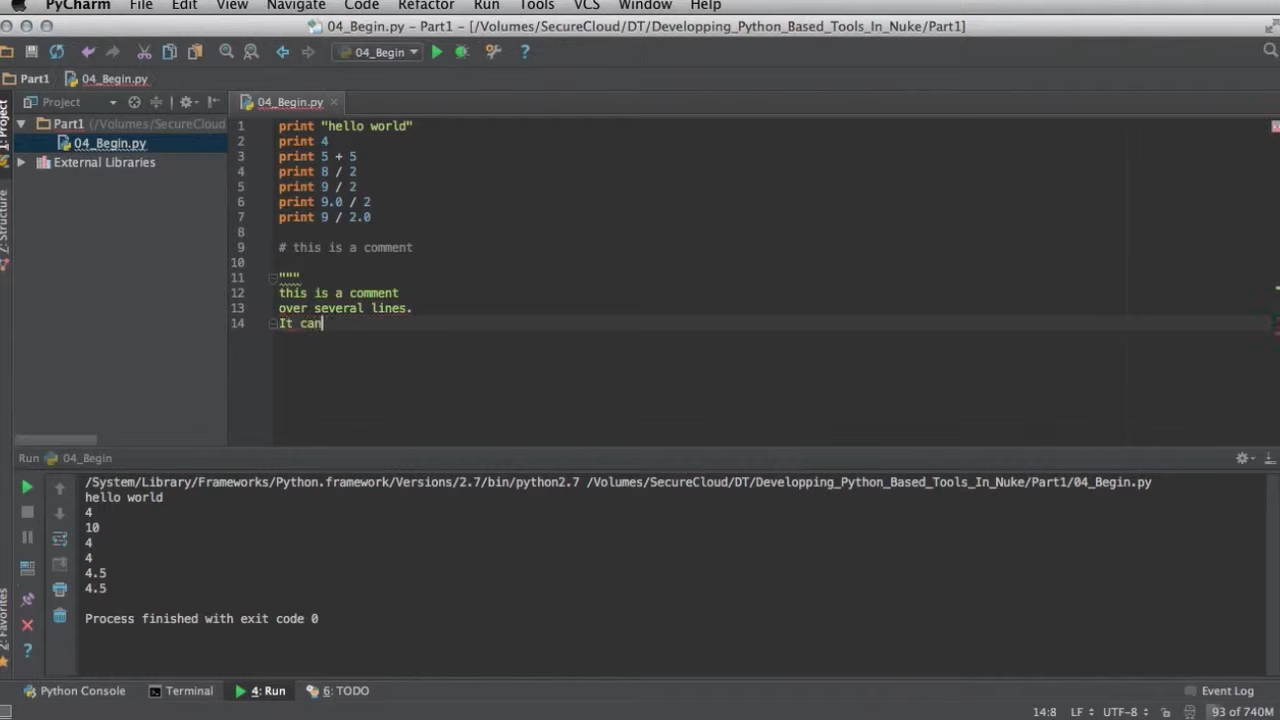 PyCharm File Edit View Navigate Code Refactor Run Tools VCS Window Help
04_Begin.py - Part1 - [/Volumes/SecureCloud/DT/Developping_Python_Based_Tools_In_Nuke/Part1]
04_Begin
Part1 04_Begin.py
Project 04_Begin.py
1: Project
Z: Structure
2: Favorites
Part1 (/Volumes/SecureCloud
04_Begin.py
External Libraries
1 print "hello world"
2 print 4
3 print 5 + 5
4 print 8 / 2
5 print 9 / 2
6 print 9.0 / 2
7 print 9 / 2.0
8
9 # this is a comment
10
11 """
12 this is a comment
13 over several lines.
14 It can
Run 04_Begin
/System/Library/Frameworks/Python.framework/Versions/2.7/bin/python2.7 /Volumes/SecureCloud/DT/Developping_Python_Based_Tools_In_Nuke/Part1/04_Begin.py
hello world
4
10
4
4
4.5
4.5
Process finished with exit code 0
Python Console Terminal 4: Run 6: TODO Event Log
14:8 LF UTF-8 93 of 740M